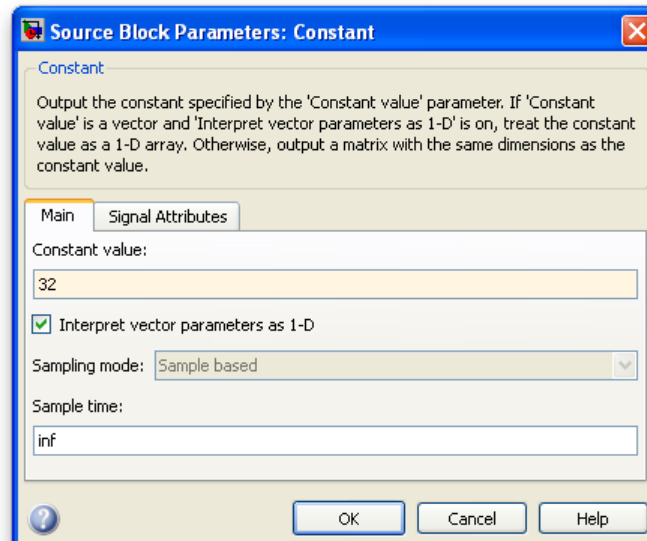 Source Block Parameters: Constant
Constant
Output the constant specified by the 'Constant value' parameter. If 'Constant
value' is a vector and 'Interpret vector parameters as 1-D' is on, treat the constant
value as a 1-D array. Otherwise, output a matrix with the same dimensions as the
constant value.
Main Signal Attributes
Constant value:
32
Interpret vector parameters as 1-D
Sampling mode: Sample based
Sample time:
inf
OK Cancel Help